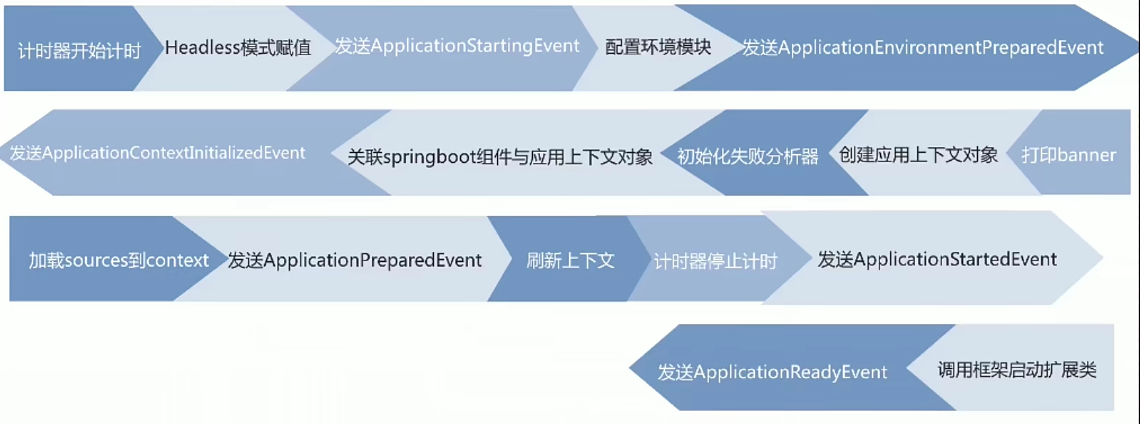 计时器开始计时
Headless模式赋值
发送ApplicationStartingEvent
配置环境模块
发送ApplicationEnvironmentPreparedEvent
打印banner
创建应用上下文对象
初始化失败分析器
关联springboot组件与应用上下文对象
发送ApplicationContextInitializedEvent
加载sources到context
发送ApplicationPreparedEvent
刷新上下文
计时器停止计时
发送ApplicationStartedEvent
调用框架启动扩展类
发送ApplicationReadyEvent